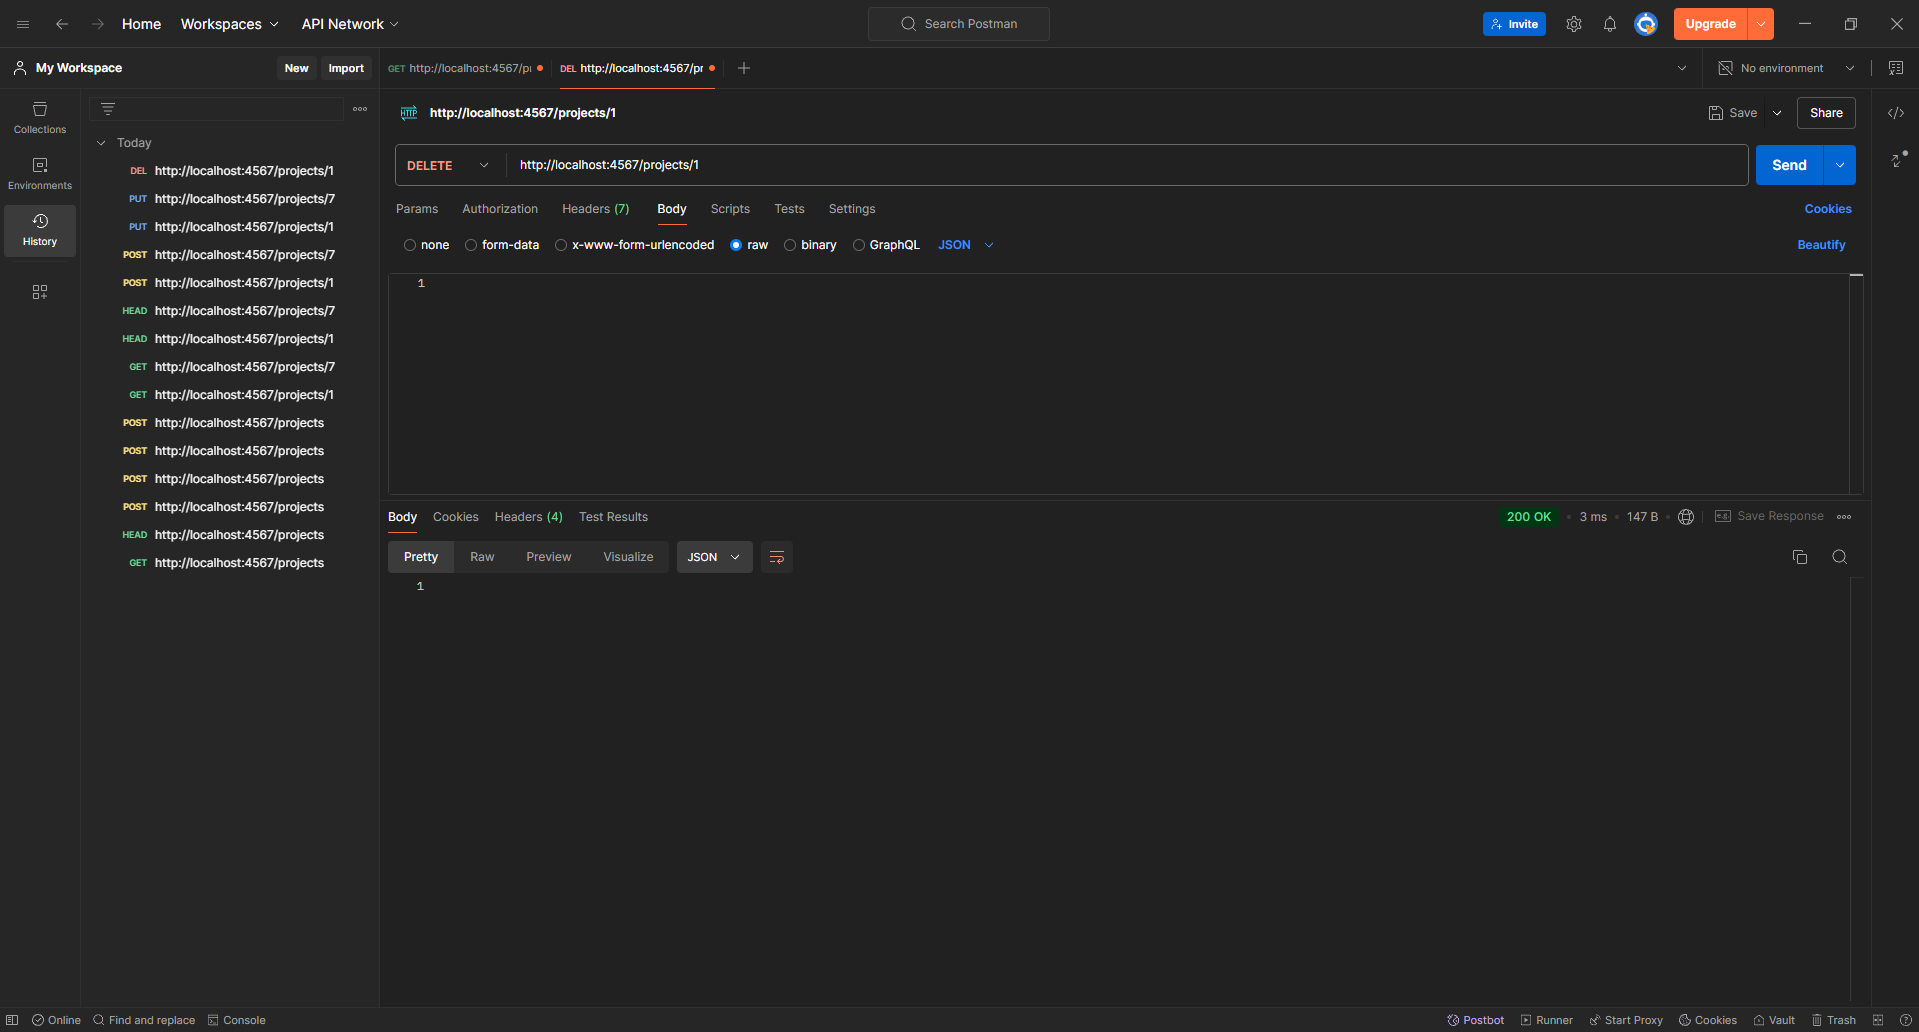 Home Workspaces API Network Search Postman Invite Upgrade
My Workspace New Import GET http://localhost:4567/p DEL http://localhost:4567/pr No environment
Collections
Environments
History
Today
DEL http://localhost:4567/projects/1
PUT http://localhost:4567/projects/7
PUT http://localhost:4567/projects/1
POST http://localhost:4567/projects/7
POST http://localhost:4567/projects/1
HEAD http://localhost:4567/projects/7
HEAD http://localhost:4567/projects/1
GET http://localhost:4567/projects/7
GET http://localhost:4567/projects/1
POST http://localhost:4567/projects
POST http://localhost:4567/projects
POST http://localhost:4567/projects
POST http://localhost:4567/projects
HEAD http://localhost:4567/projects
GET http://localhost:4567/projects
HTTP http://localhost:4567/projects/1 Save Share
DELETE http://localhost:4567/projects/1 Send
Params Authorization Headers (7) Body Scripts Tests Settings Cookies
none form-data x-www-form-urlencoded raw binary GraphQL JSON Beautify
1
Body Cookies Headers (4) Test Results 200 OK 3 ms 147 B e.g. Save Response
Pretty Raw Preview Visualize JSON
1
Online Find and replace Console Postbot Runner Start Proxy Cookies Vault Trash